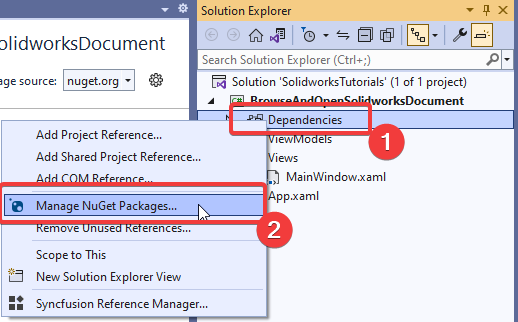 Solution Explorer
olidworksDocument
age source: nuget.org
Search Solution Explorer (Ctrl+;)
Solution 'SolidworksTutorials' (1 of 1 project)
BrowseAndOpenSolidworksDocument
Dependencies
1
ViewModels
Views
MainWindow.xaml
App.xaml
Add Project Reference...
Add Shared Project Reference...
Add COM Reference...
Manage NuGet Packages...
2
Remove Unused References...
Scope to This
New Solution Explorer View
Syncfusion Reference Manager...